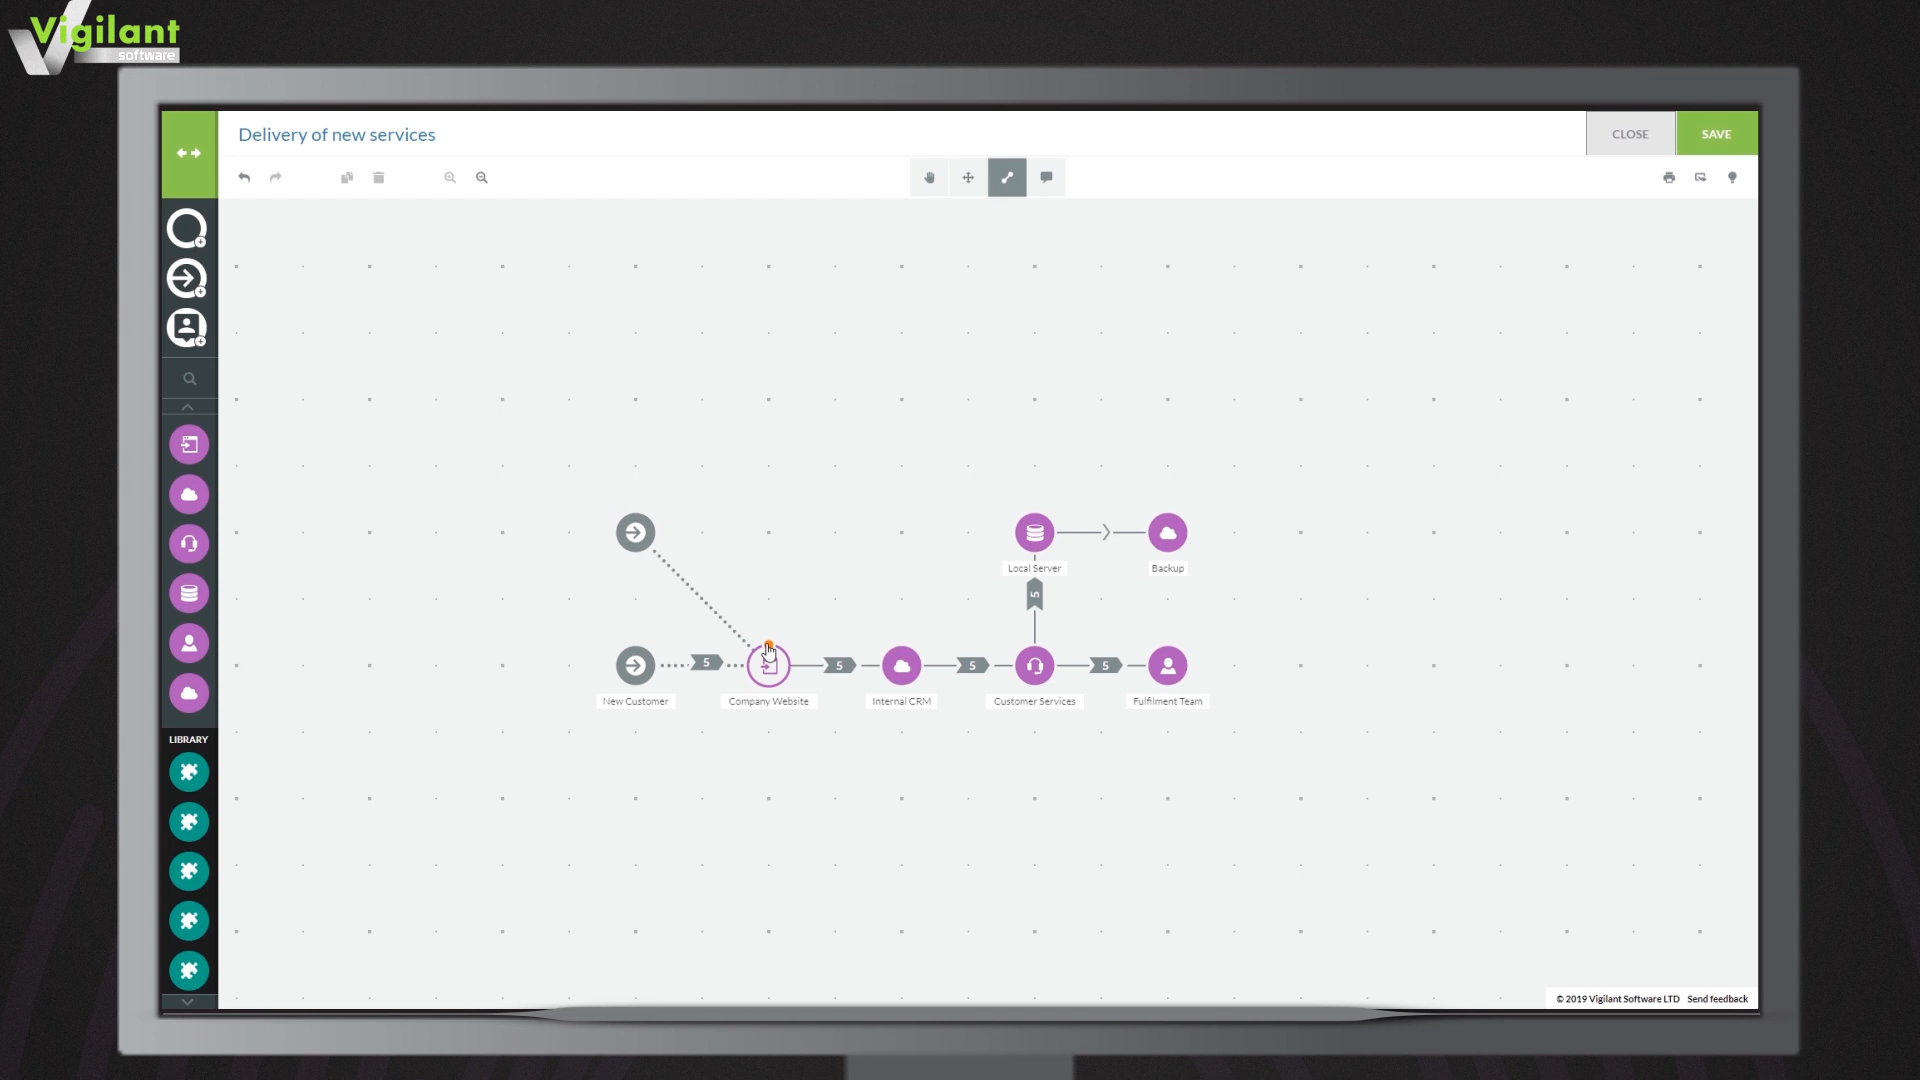 Vigilant
software
Delivery of new services
CLOSE
SAVE
Local Server
Backup
5
5
5
5
5
New Customer
Company Website
Internal CRM
Customer Services
Fulfilment Team
LIBRARY
© 2019 Vigilant Software LTD Send feedback